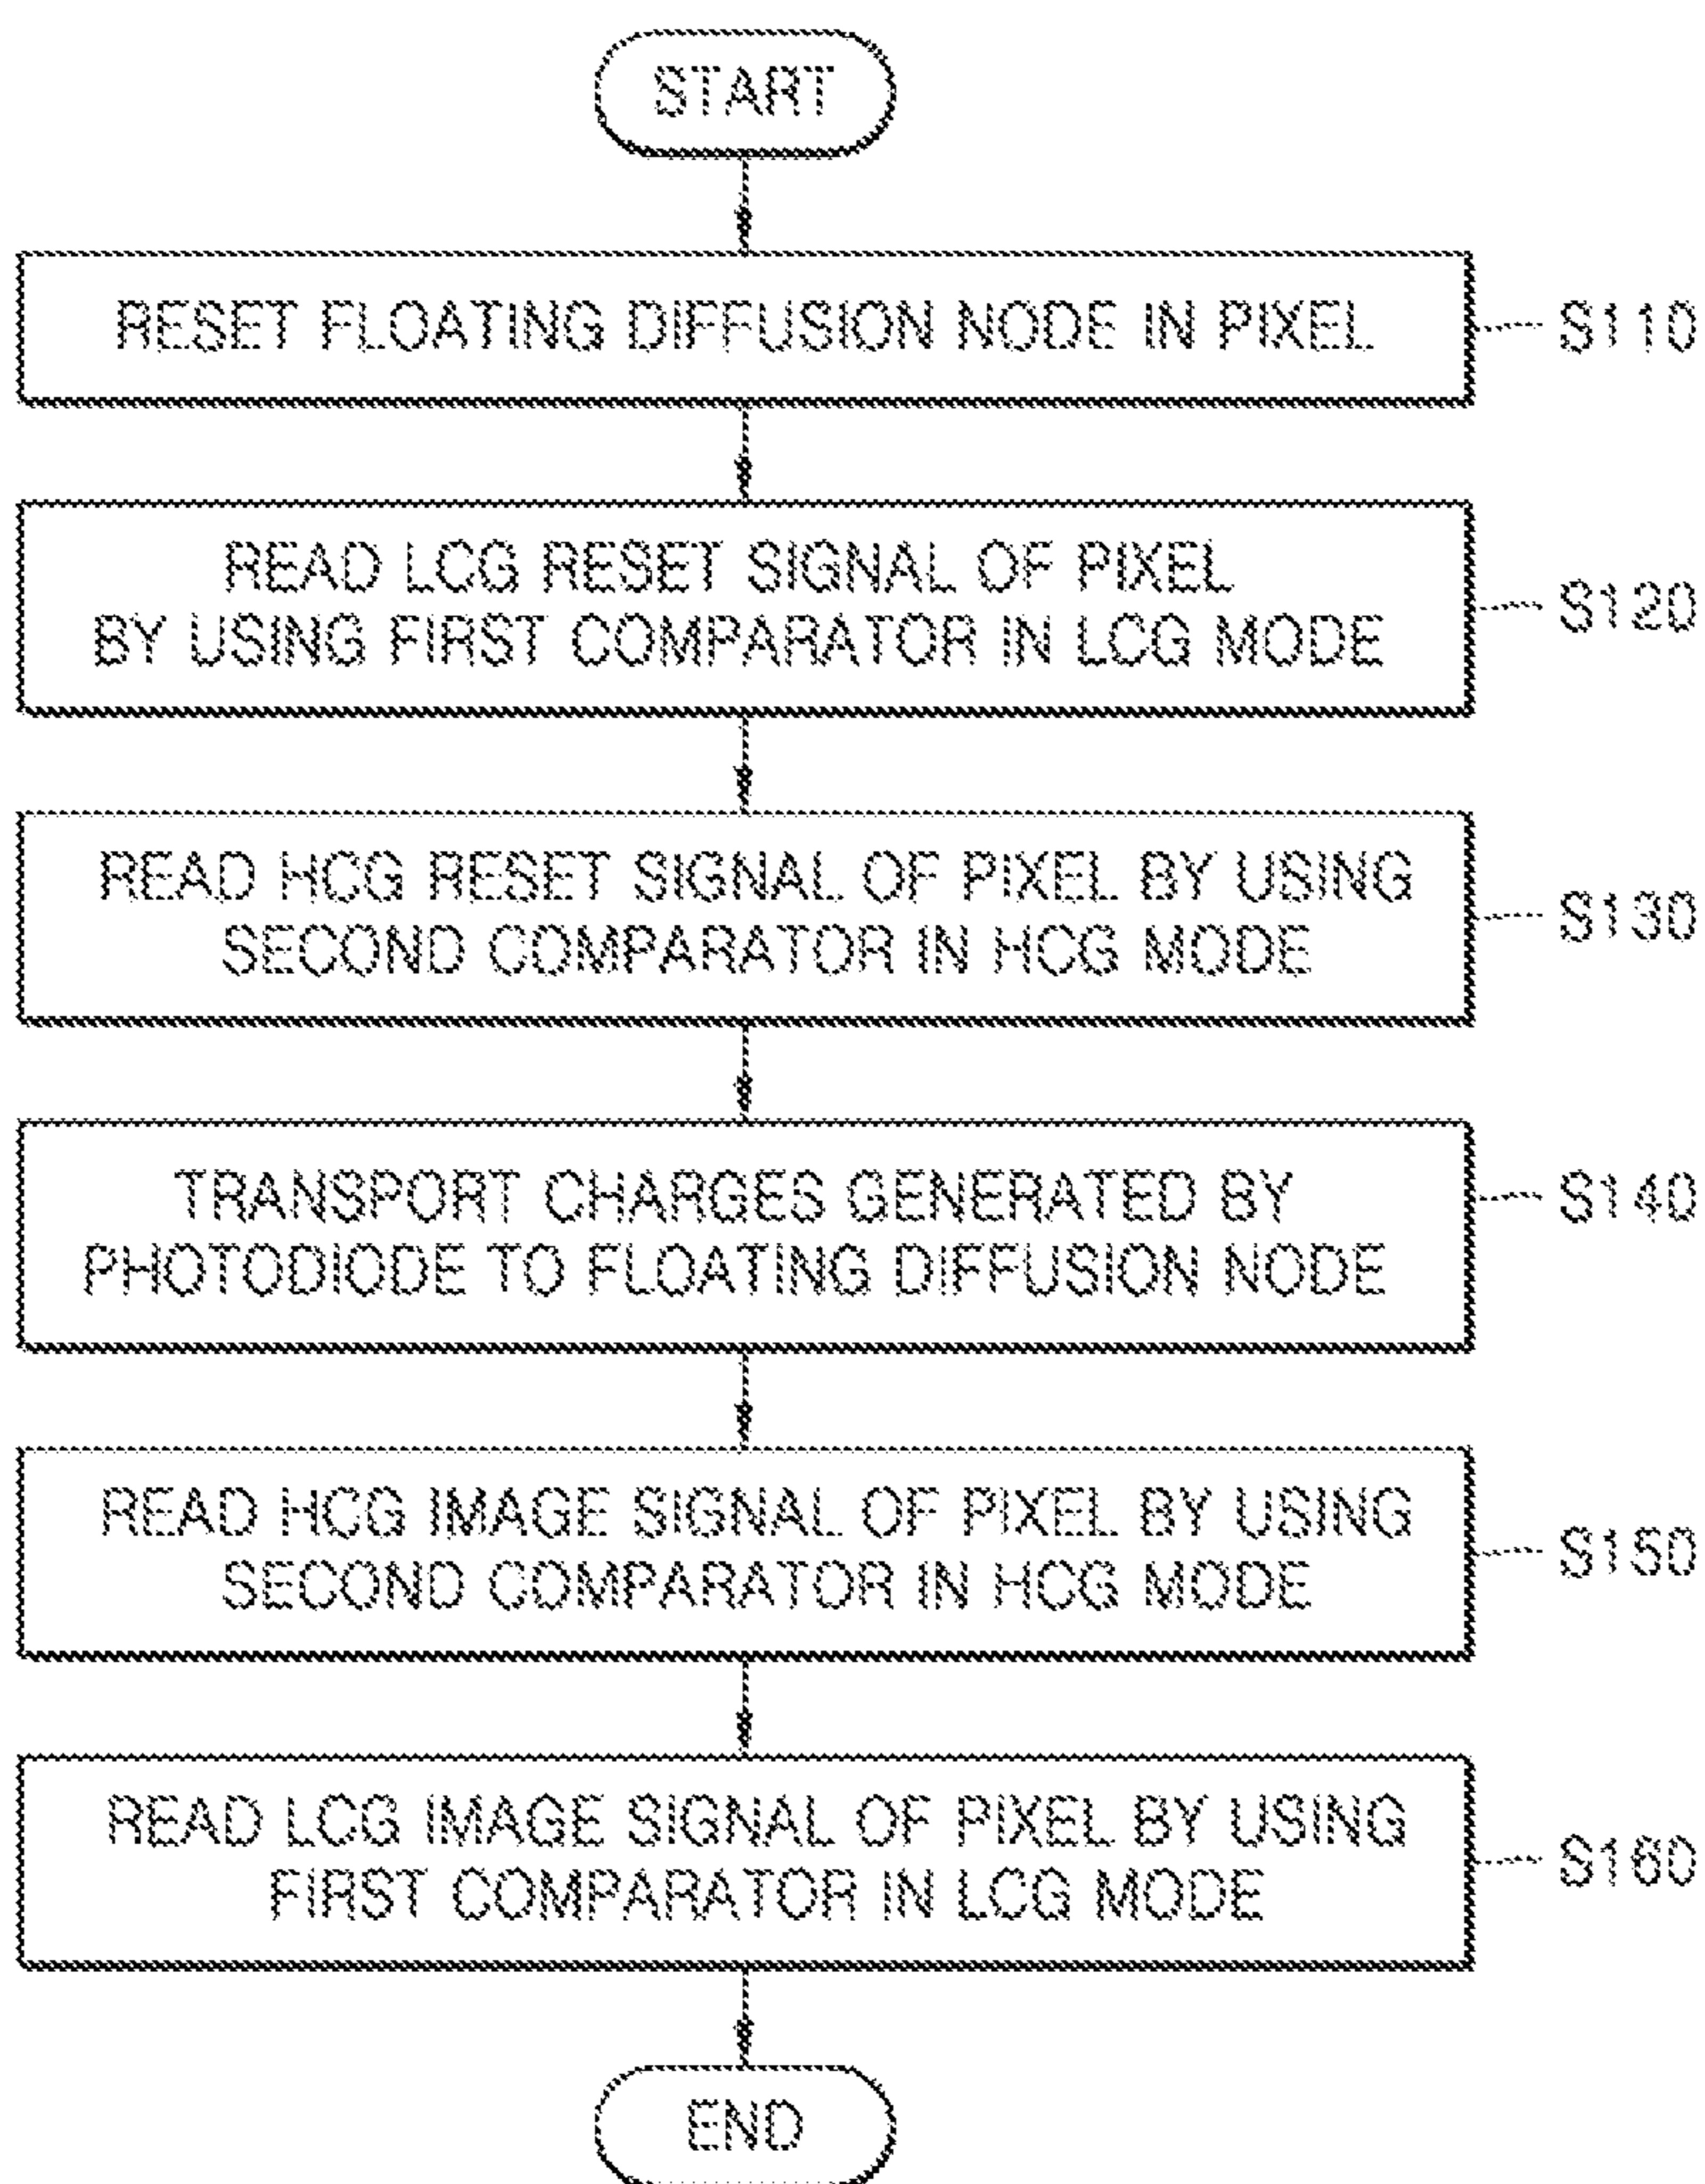 START
RESET FLOATING DIFFUSION NODE IN PIXEL
S110
READ LCG RESET SIGNAL OF PIXEL
BY USING FIRST COMPARATOR IN LCG MODE
S120
READ HCG RESET SIGNAL OF PIXEL BY USING
SECOND COMPARATOR IN HCG MODE
S130
TRANSPORT CHARGES GENERATED BY
PHOTODIODE TO FLOATING DIFFUSION NODE
S140
READ HCG IMAGE SIGNAL OF PIXEL BY USING
SECOND COMPARATOR IN HCG MODE
S150
READ LCG IMAGE SIGNAL OF PIXEL BY USING
FIRST COMPARATOR IN LCG MODE
S160
END